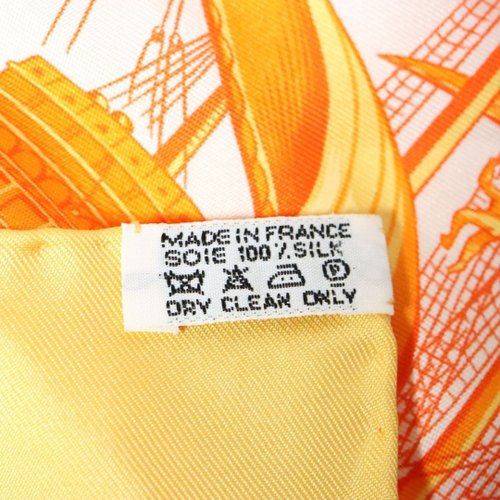 MADE IN FRANCE
SOIE 100% SILK
P
DRY CLEAN ONLY